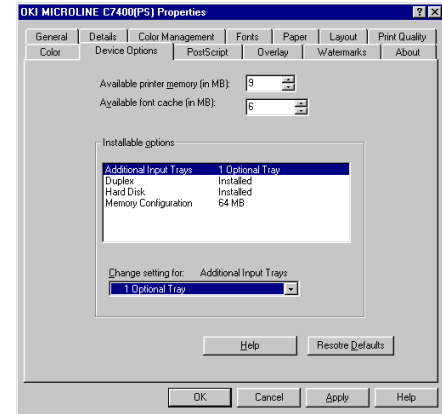 OKI MICROLINE C7400(PS) Properties
General Details Color Management Fonts Paper Layout Print Quality
Color Device Options PostScript Overlay Watermarks About
Available printer memory (in MB): 9
Available font cache (in MB): 6
Installable options
Additional Input Trays 1 Optional Tray
Duplex Installed
Hard Disk Installed
Memory Configuration 64 MB
Change setting for: Additional Input Trays
1 Optional Tray
Help Resotre Defaults
OK Cancel Apply Help